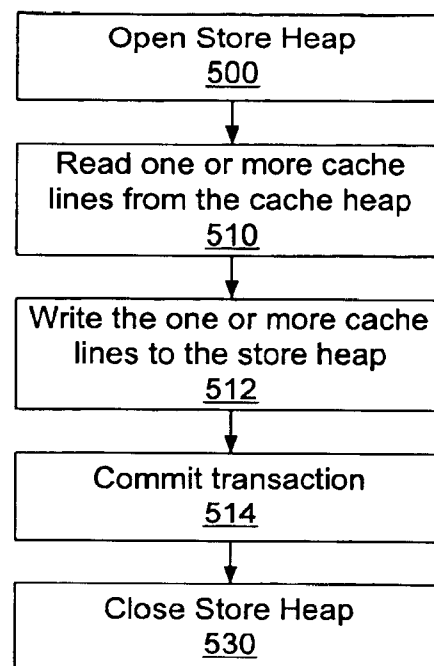 Open Store Heap
500
Read one or more cache
lines from the cache heap
510
Write the one or more cache
lines to the store heap
512
Commit transaction
514
Close Store Heap
530